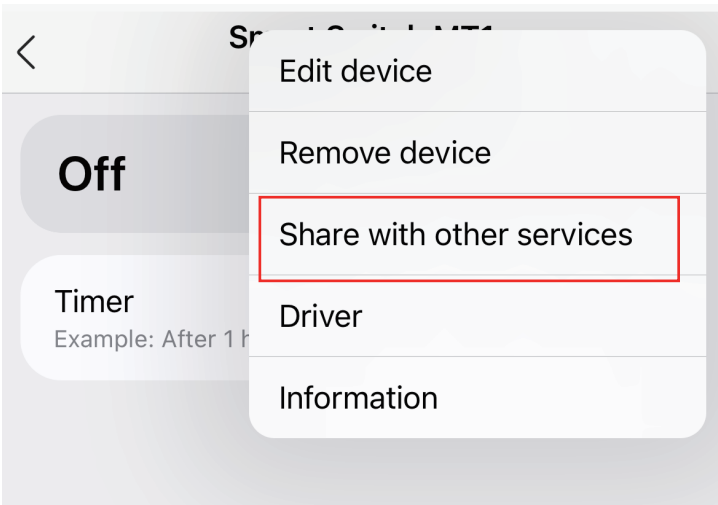 Edit device
Off
Remove device
Share with other services
Timer
Example: After 1
Driver
Information